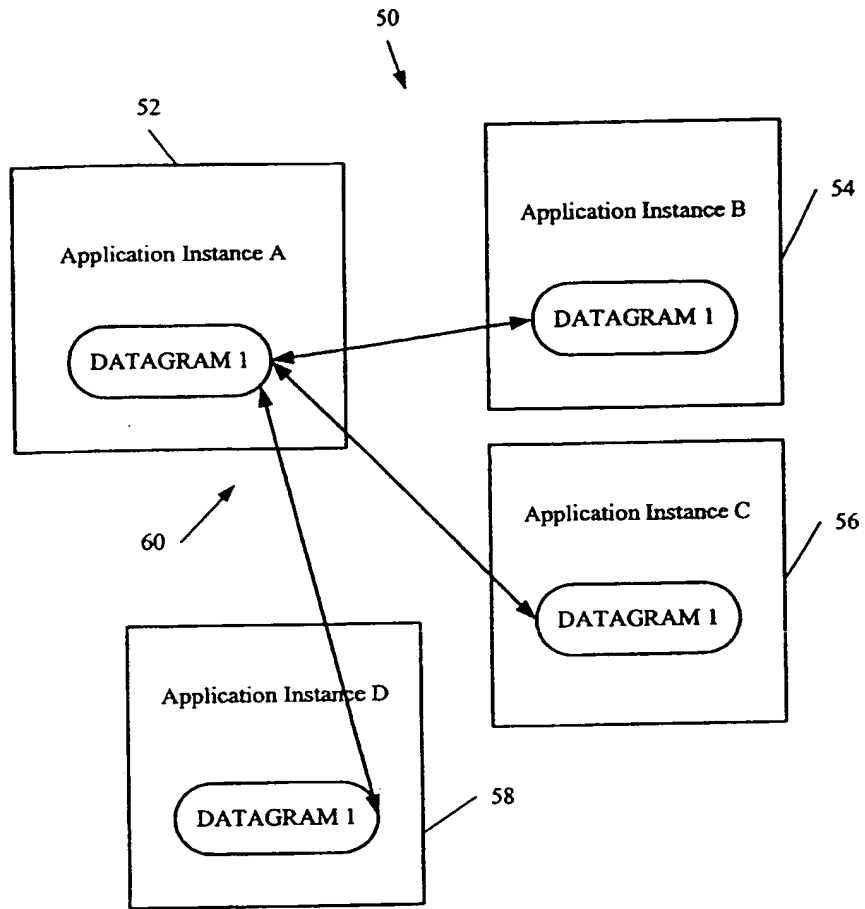 50
52
Application Instance A
DATAGRAM 1
54
Application Instance B
DATAGRAM 1
60
56
Application Instance C
DATAGRAM 1
58
Application Instance D
DATAGRAM 1